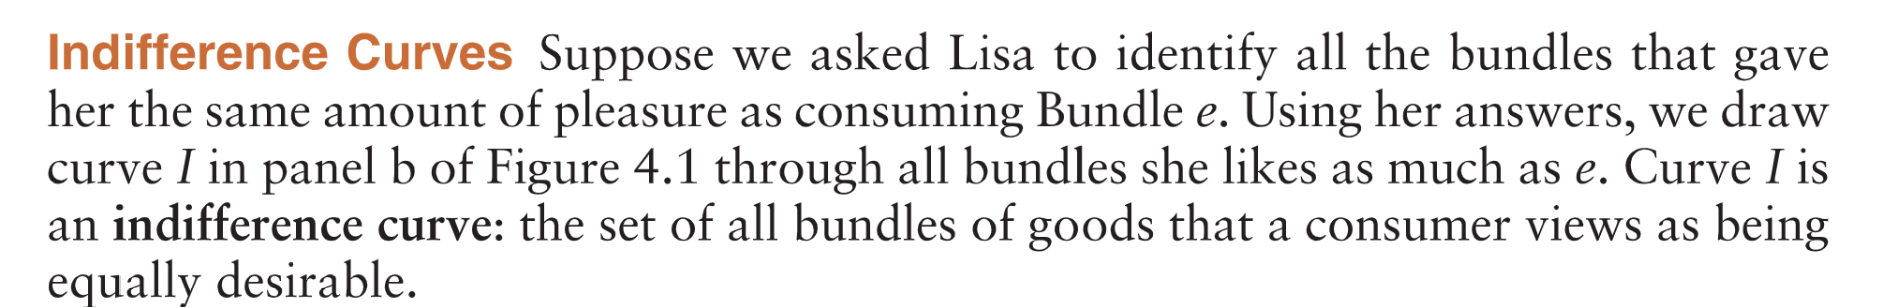 Indifference Curves Suppose we asked Lisa to identify all the bundles that gave
her the same amount of pleasure as consuming Bundle e. Using her answers, we draw
curve I in panel b of Figure 4.1 through all bundles she likes as much as e. Curve I is
an indifference curve: the set of all bundles of goods that a consumer views as being
equally desirable.